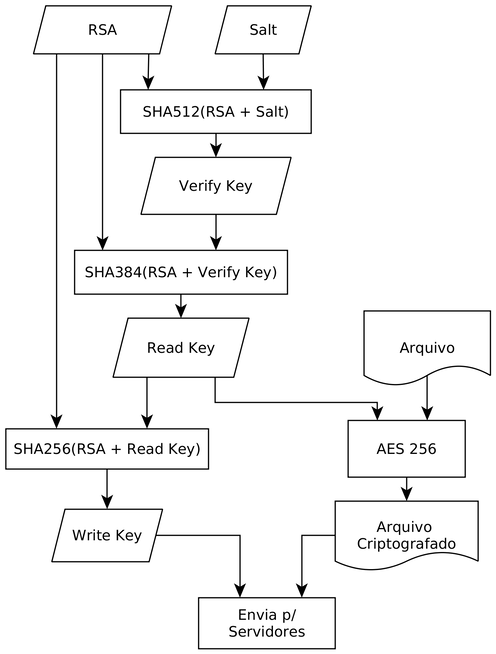 RSA
Salt
SHA512(RSA + Salt)
Verify Key
SHA384(RSA + Verify Key)
Read Key
Arquivo
SHA256(RSA + Read Key)
AES 256
Write Key
Arquivo
Criptografado
Envia p/
Servidores